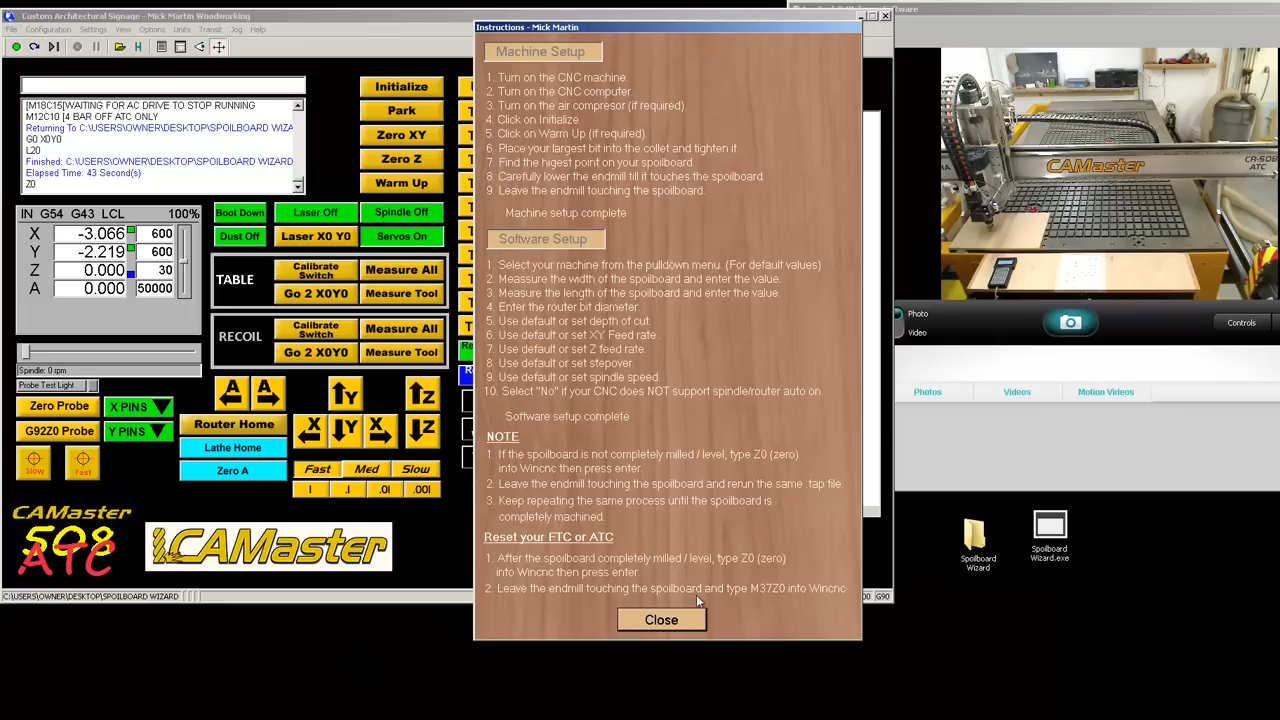 Custom Architectural Signage - Mick Martin Woodworking
File Configuration Settings View Options Units Transit Jog Help
[M18C15]WAITING FOR AC DRIVE TO STOP RUNNING
M12C10 [4 BAR OFF ATC ONLY
Returning To C:\USERS\OWNER\DESKTOP\SPOILBOARD WIZA
G0 X0Y0
L20
Finished: C:\USERS\OWNER\DESKTOP\SPOILBOARD WIZARD
Elapsed Time: 43 Second(s)
Z0
Initialize
Park
Zero XY
Zero Z
Warm Up
IN G54 G43 LCL 100%
X -3.066 600
Y -2.219 600
Z 0.000 30
A 0.000 50000
Spindle: 0 rpm
Probe Test Light
Boot Down Laser Off Spindle Off
Dust Off Laser X0 Y0 Servos On
TABLE
Calibrate Switch Measure All
Go 2 X0Y0 Measure Tool
RECOIL
Calibrate Switch Measure All
Go 2 X0Y0 Measure Tool
Zero Probe X PINS
G92Z0 Probe Y PINS
Slow Fast
A A Y Z
Router Home X Y X Z
Lathe Home
Zero A
Fast Med Slow
I .I .0I .00I
CAMaster
508
ATC
CAMaster
C:\USERS\OWNER\DESKTOP\SPOILBOARD WIZARD
G90
Instructions - Mick Martin
Machine Setup
1. Turn on the CNC machine.
2. Turn on the CNC computer.
3. Turn on the air compresor (if required).
4. Click on Initialize.
5. Click on Warm Up (if required).
6. Place your largest bit into the collet and tighten it
7. Find the higest point on your spoilboard.
8. Carefully lower the endmill till it touches the spoilboard.
9. Leave the endmill touching the spoilboard.
Machine setup complete
Software Setup
1. Select your machine from the pulldown menu. (For default values)
2. Meassure the width of the spoilboard and enter the value.
3. Measure the length of the spoilboard and enter the value.
4. Enter the router bit diameter.
5. Use default or set depth of cut.
6. Use default or set XY Feed rate .
7. Use default or set Z feed rate.
8. Use default or set stepover.
9. Use default or set spindle speed.
10. Select "No" if your CNC does NOT support spindle/router auto on.
Software setup complete
NOTE
1. If the spoilboard is not completely milled / level, type Z0 (zero)
into Wincnc then press enter.
2. Leave the endmill touching the spoilboard and rerun the same .tap file.
3. Keep repeating the same process until the spoilboard is
completely machined.
Reset your FTC or ATC
1. After the spoilboard completely milled / level, type Z0 (zero)
into Wincnc then press enter.
2. Leave the endmill touching the spoilboard and type M37Z0 into Wincnc
Close
CAMaster
CR-508
ATC
Photo
Video
Controls
Photos Videos Motion Videos
Spoilboard
Wizard
Spoilboard
Wizard.exe